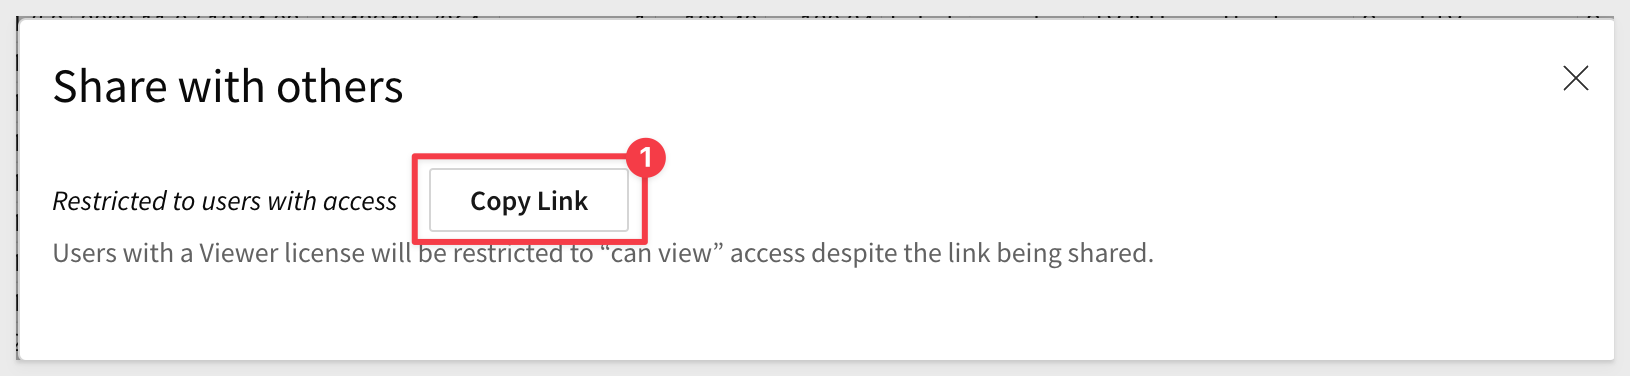 Share with others
1
Restricted to users with access Copy Link
Users with a Viewer license will be restricted to “can view” access despite the link being shared.